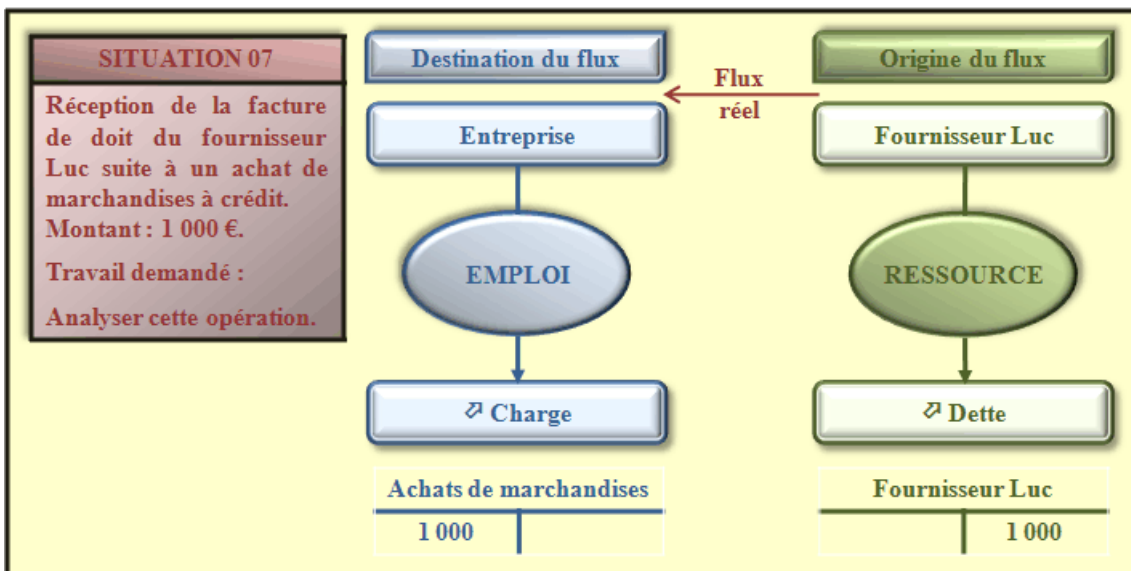 SITUATION 07
Réception de la facture
de doit du fournisseur
Luc suite à un achat de
marchandises à crédit.
Montant : 1 000 €.
Travail demandé :
Analyser cette opération.
Destination du flux
Flux
réel
Origine du flux
Entreprise
Fournisseur Luc
EMPLOI
RESSOURCE
⬀ Charge
⬀ Dette
Achats de marchandises
1 000
Fournisseur Luc
1 000